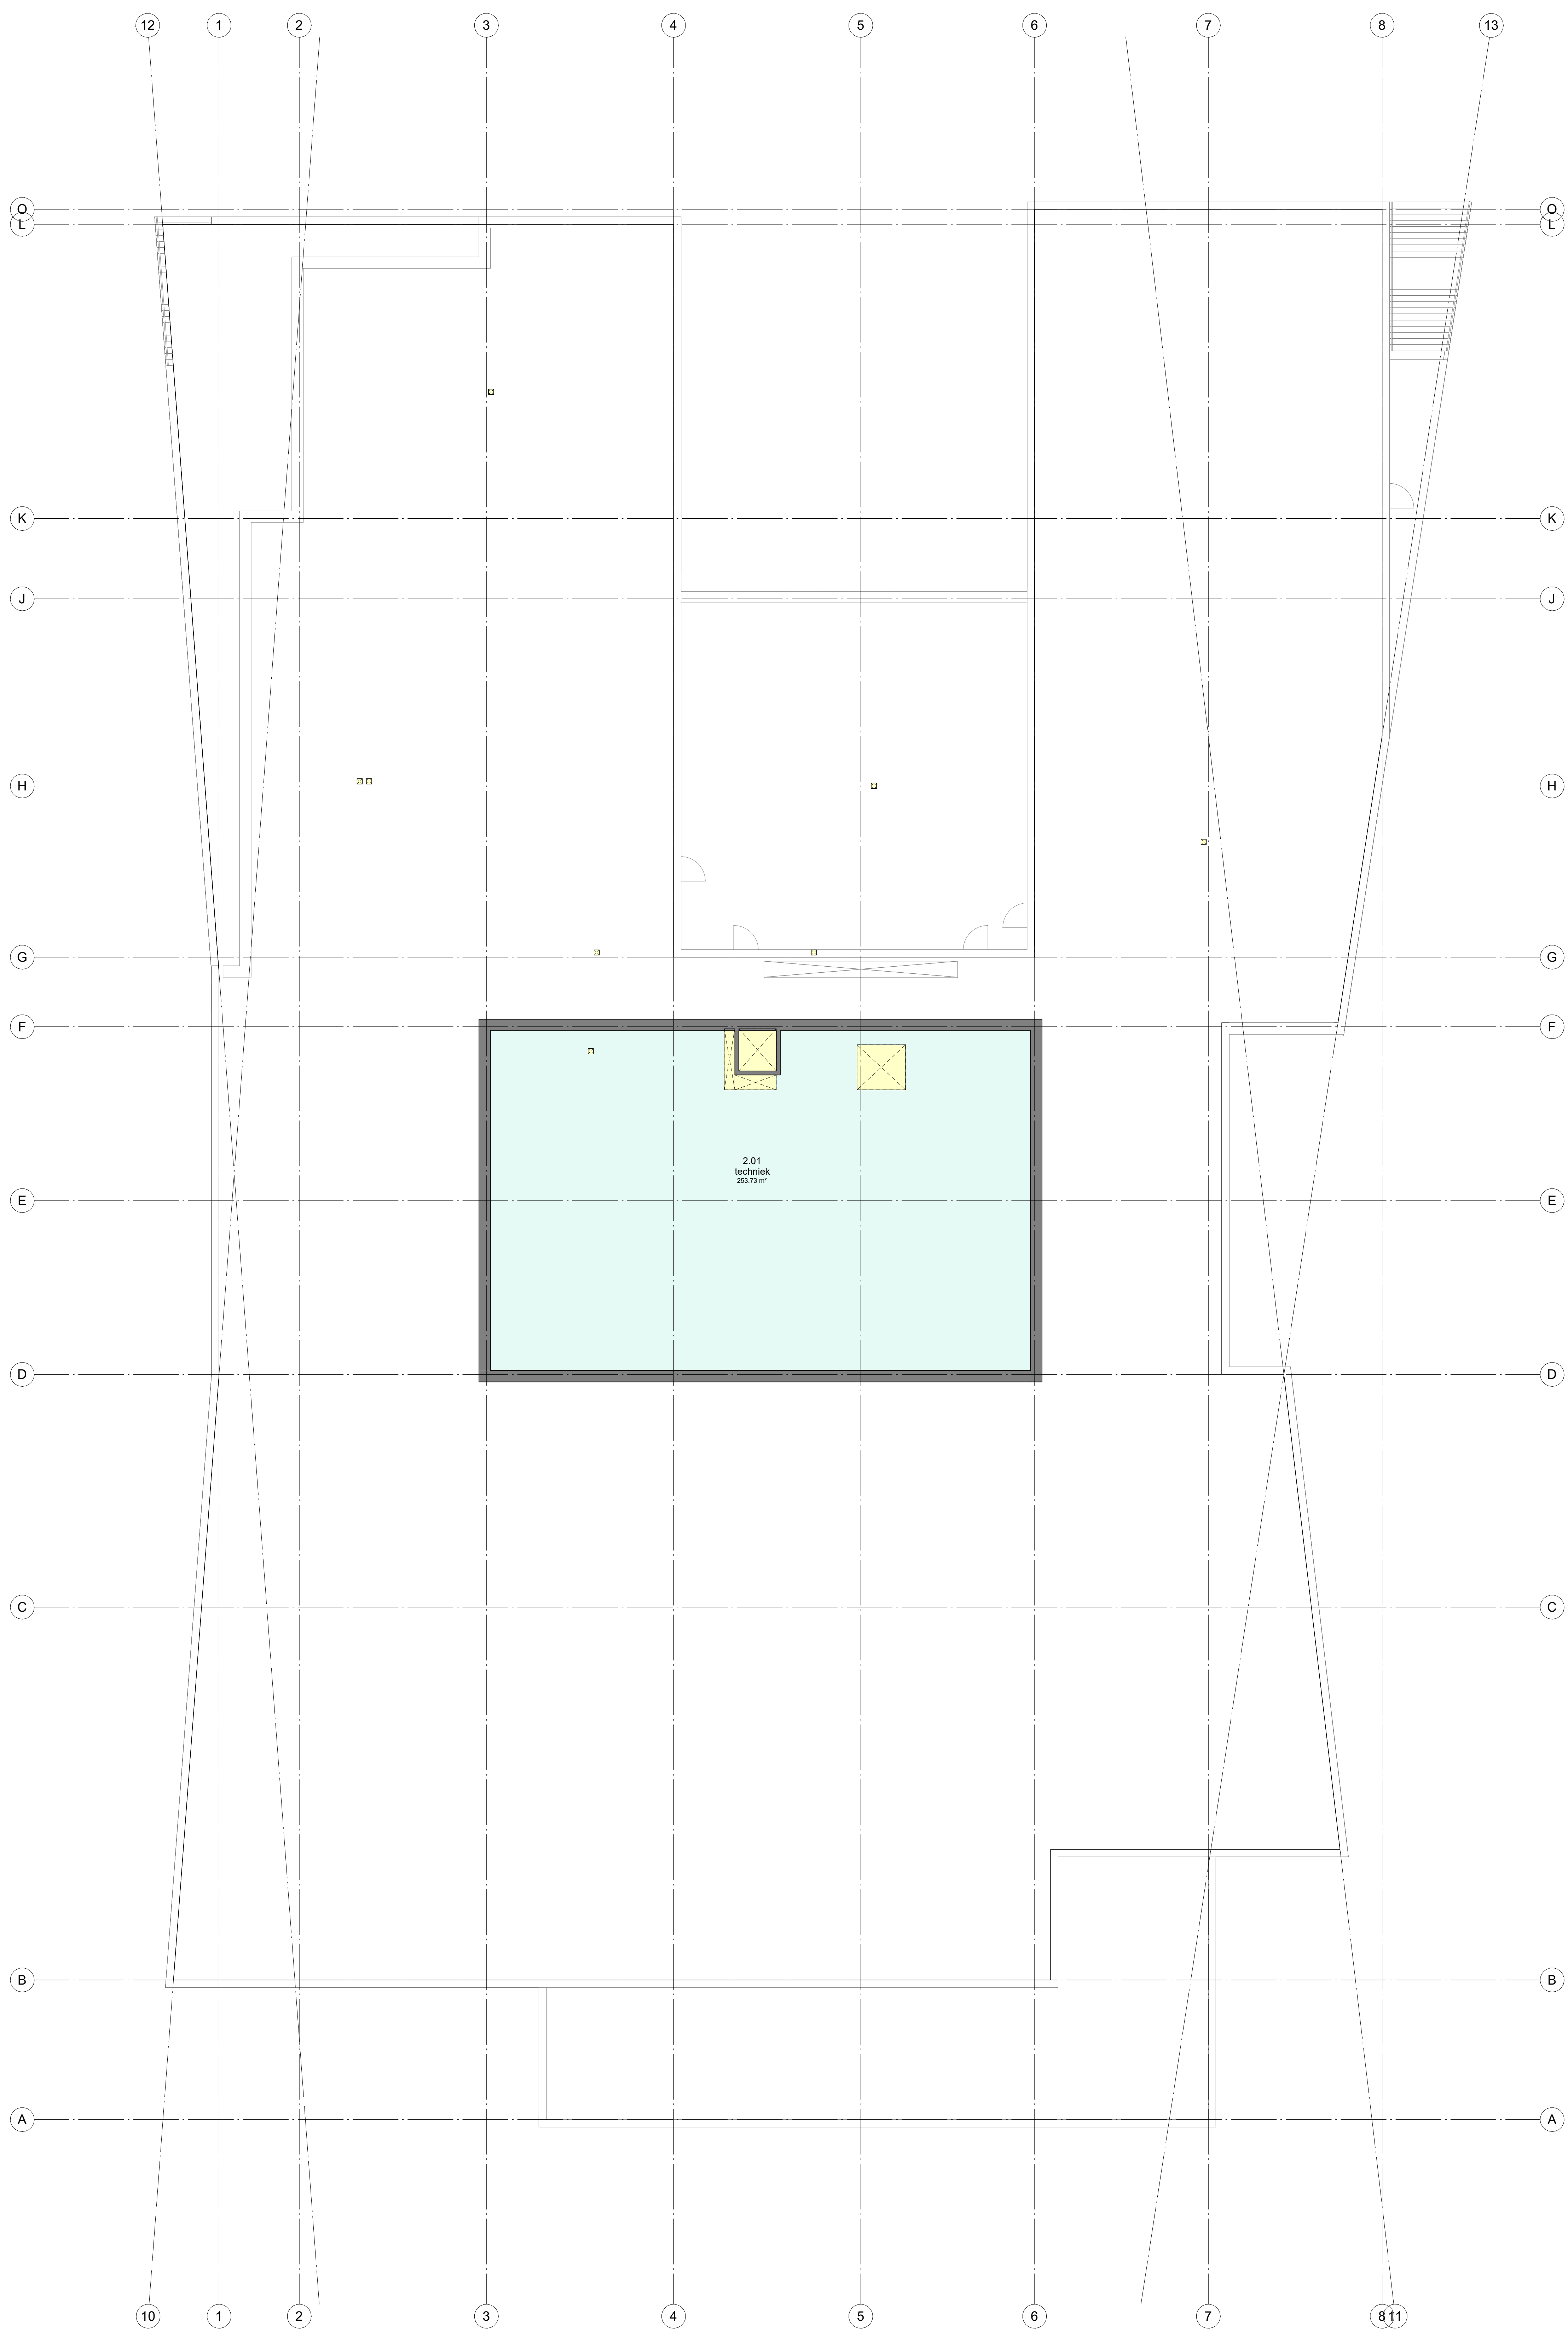 12 1 2 3 4 5 6 7 8 13
O O
L L
K K
J J
H H
G G
F F
2.01
techniek
253.73 m²
E E
D D
C C
B B
A A
10 1 2 3 4 5 6 7 8 11